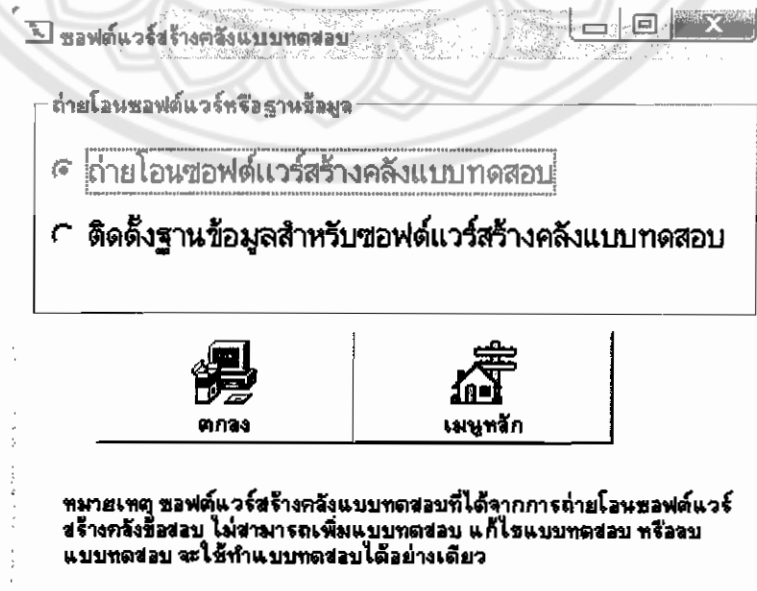 ซอฟต์แวร์สร้างคลังแบบทดสอบ
ถ่ายโอนซอฟต์แวร์หรือฐานข้อมูล
ถ่ายโอนซอฟต์แวร์สร้างคลังแบบทดสอบ
ติดตั้งฐานข้อมูลสำหรับซอฟต์แวร์สร้างคลังแบบทดสอบ
ตกลง
เมนูหลัก
หมายเหตุ ซอฟต์แวร์สร้างคลังแบบทดสอบที่ได้จากการถ่ายโอนซอฟต์แวร์
สร้างคลังข้อสอบ ไม่สามารถเพิ่มแบบทดสอบ แก้ไขแบบทดสอบ หรือลบ
แบบทดสอบ จะใช้ทำแบบทดสอบได้อย่างเดียว